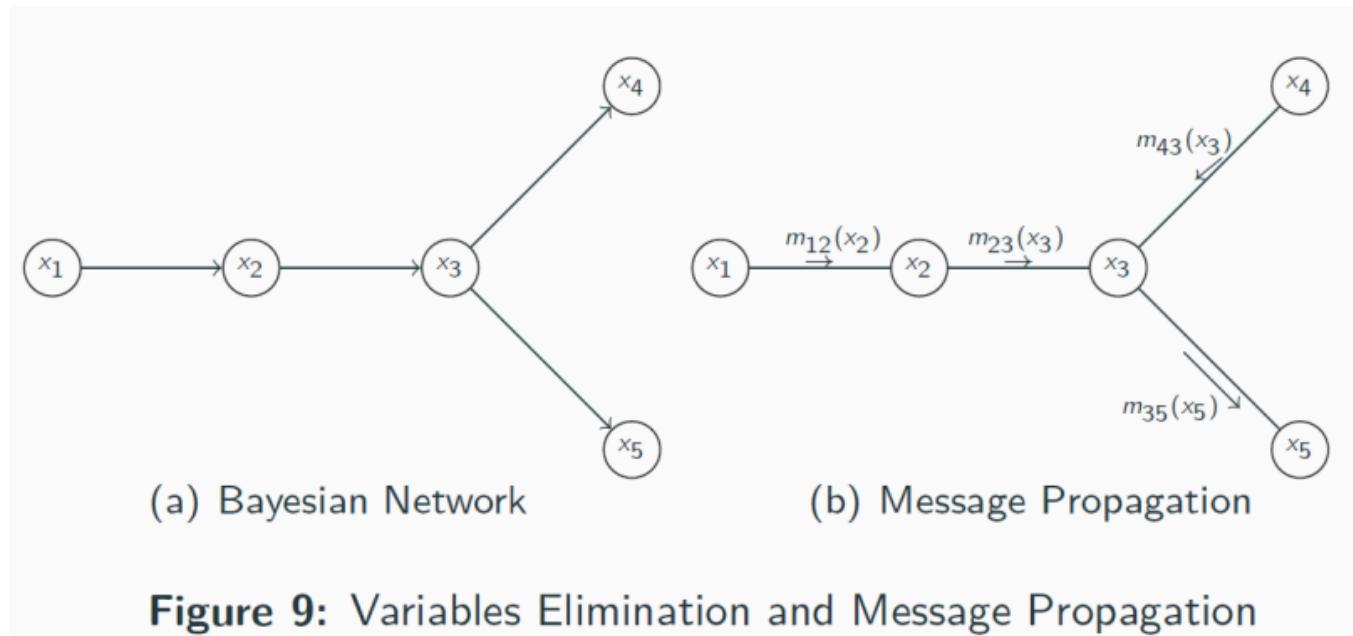 x4
x1
x2
x3
x5
(a) Bayesian Network
x4
m43(x3)
m12(x2)
m23(x3)
x1
x2
x3
m35(x5)
x5
(b) Message Propagation
Figure 9: Variables Elimination and Message Propagation